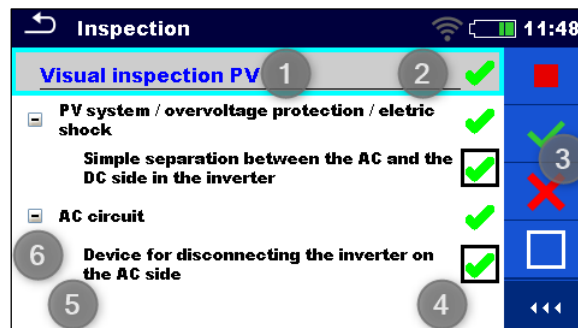 Inspection 11:48
Visual inspection PV 1 2
PV system / overvoltage protection / eletric
shock
3
Simple separation between the AC and the
DC side in the inverter
AC circuit
6 Device for disconnecting the inverter on
the AC side
5 4